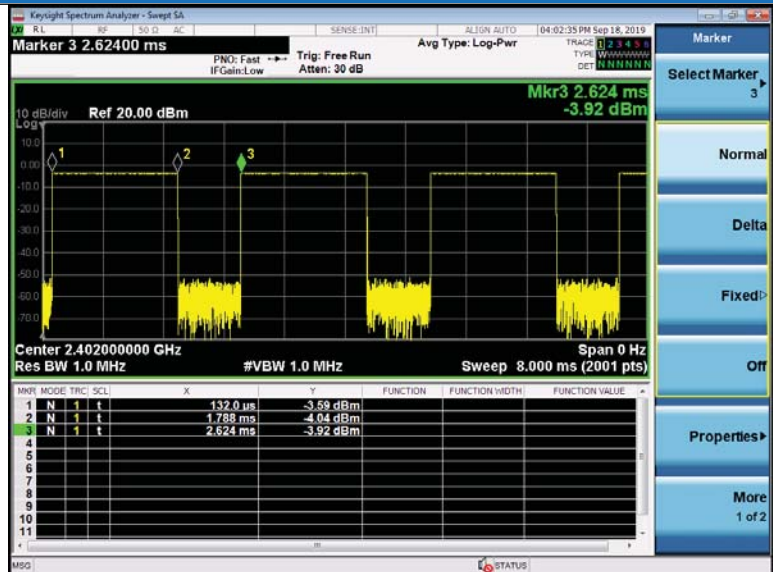 Keysight Spectrum Analyzer - Swept SA
RL RF 50 Ω AC SENSE:INT ALIGN AUTO 04:02:35 PM Sep 18, 2019
Marker 3 2.62400 ms
PNO: Fast
IFGain:Low
Trig: Free Run
Atten: 30 dB
Avg Type: Log-Pwr
TRACE 1 2 3 4 5 6
TYPE
DET N N N N N N
Mkr3 2.624 ms
-3.92 dBm
10 dB/div Ref 20.00 dBm
Log
10.0
0.00
-10.0
-20.0
-30.0
-40.0
-50.0
-60.0
-70.0
1
2
3
Center 2.402000000 GHz Span 0 Hz
Res BW 1.0 MHz #VBW 1.0 MHz Sweep 8.000 ms (2001 pts)
MKR MODE TRC SCL X Y FUNCTION FUNCTION WIDTH FUNCTION VALUE
1 N 1 t 132.0 us -3.59 dBm
2 N 1 t 1.788 ms -4.04 dBm
3 N 1 t 2.624 ms -3.92 dBm
4
5
6
7
8
9
10
11
MSG STATUS
Marker
Select Marker
3
Normal
Delta
Fixed
Off
Properties
More
1 of 2